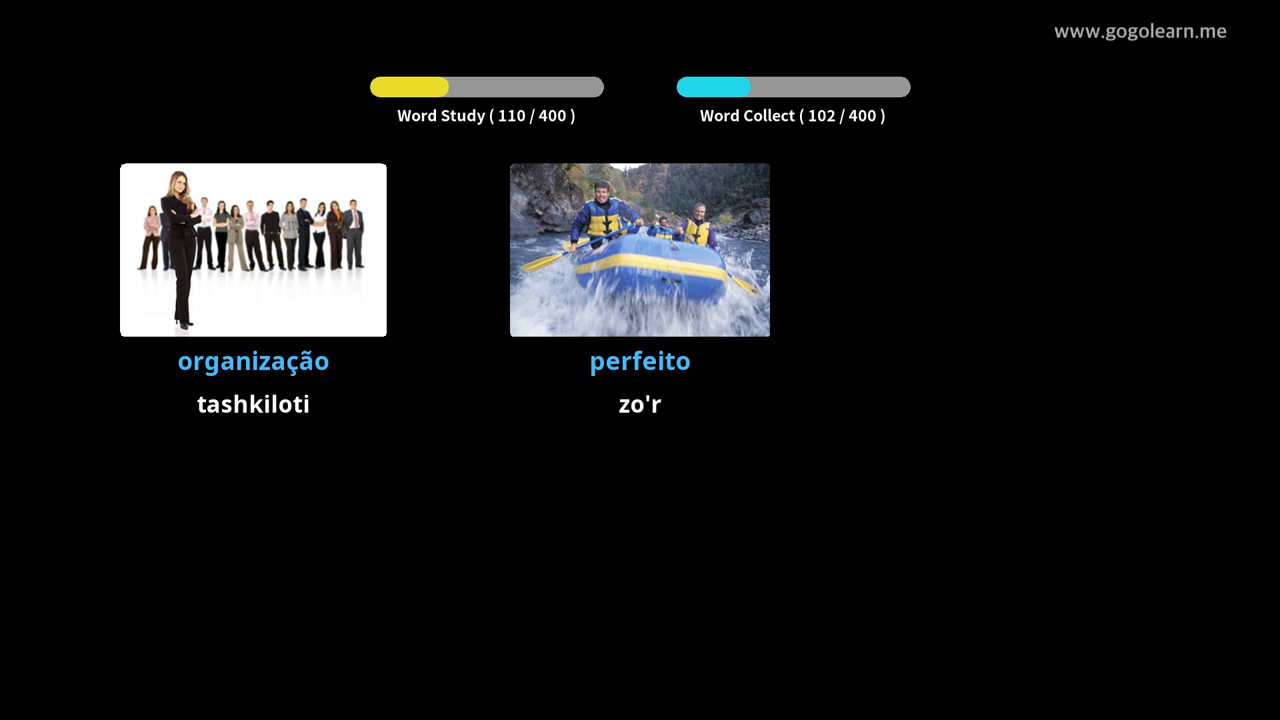 www.gogolearn.me
Word Study ( 110 / 400 )
Word Collect ( 102 / 400 )
organização
perfeito
tashkiloti
zo'r